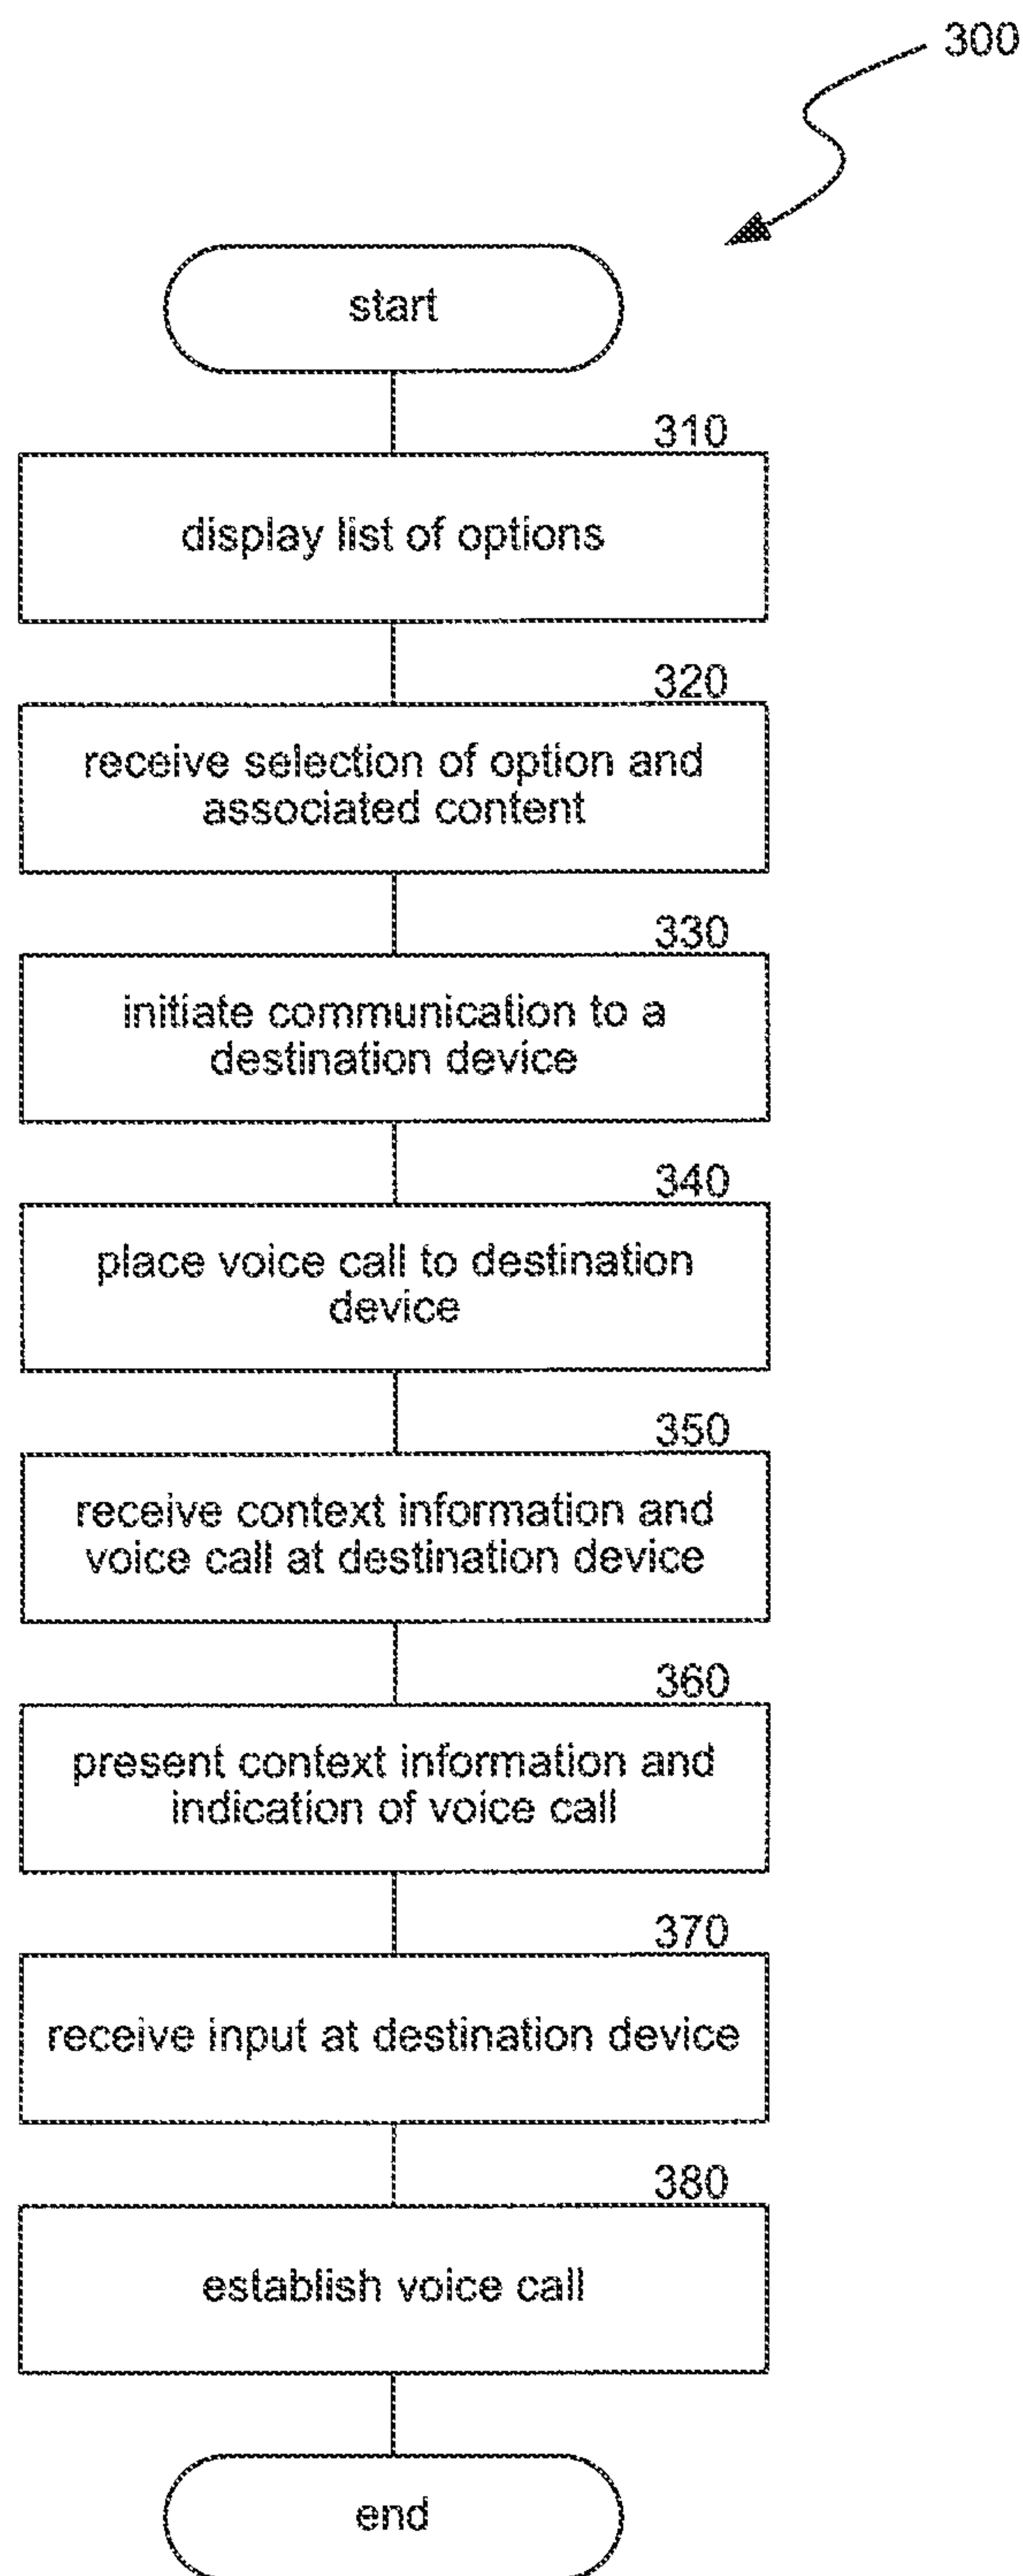 300
start
310
display list of options
320
receive selection of option and
associated content
330
initiate communication to a
destination device
340
place voice call to destination
device
350
receive context information and
voice call at destination device
360
present context information and
indication of voice call
370
receive input at destination device
380
establish voice call
end